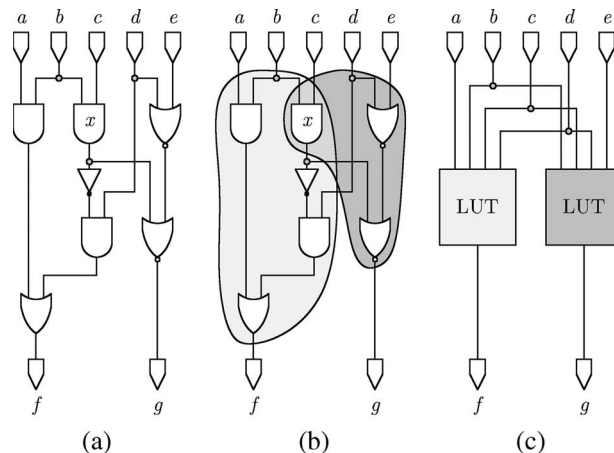 a b c d e a b c d e a b c d e
x x
LUT LUT
f g f g f g
(a) (b) (c)